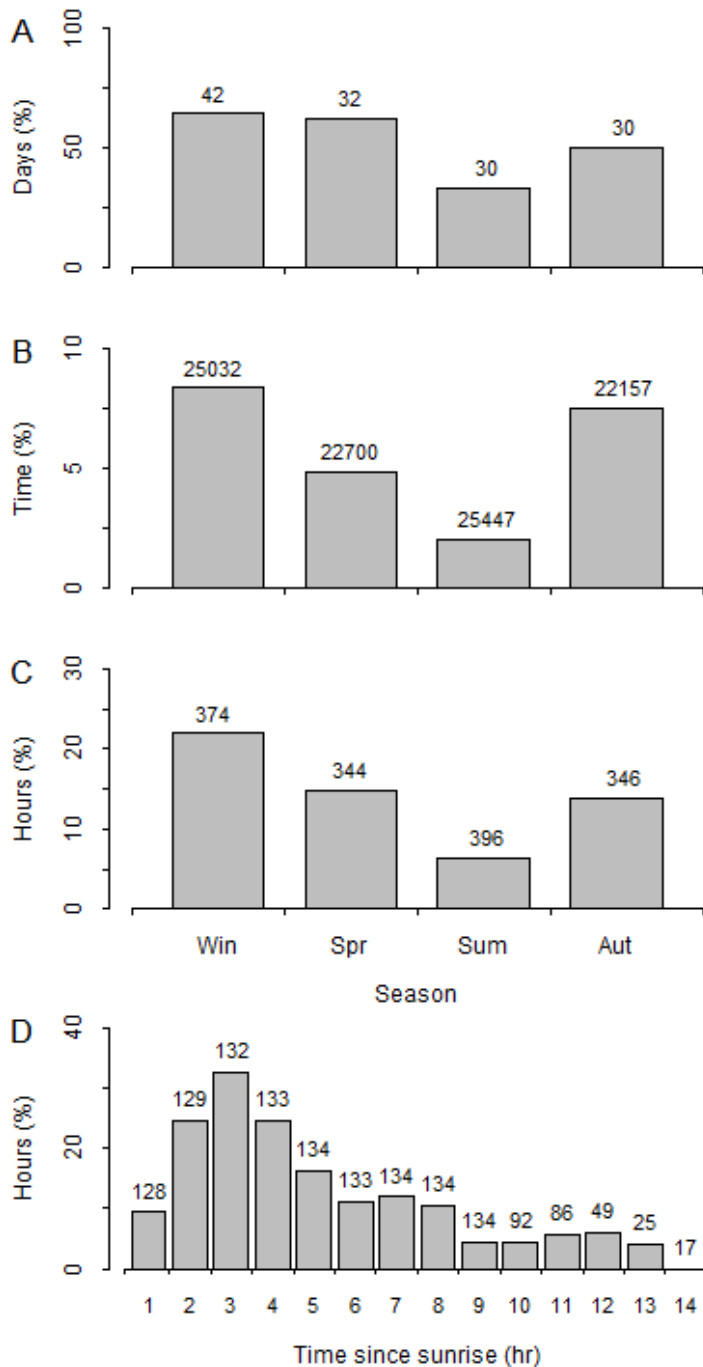 A
Days (%)
0 50 100
42 32 30 30
B
Time (%)
0 5 10
25032 22700 25447 22157
C
Hours (%)
0 10 20 30
374 344 396 346
Win Spr Sum Aut
Season
D
Hours (%)
0 20 40
128 129 132 133 134 133 134 134 134 92 86 49 25 17
1 2 3 4 5 6 7 8 9 10 11 12 13 14
Time since sunrise (hr)